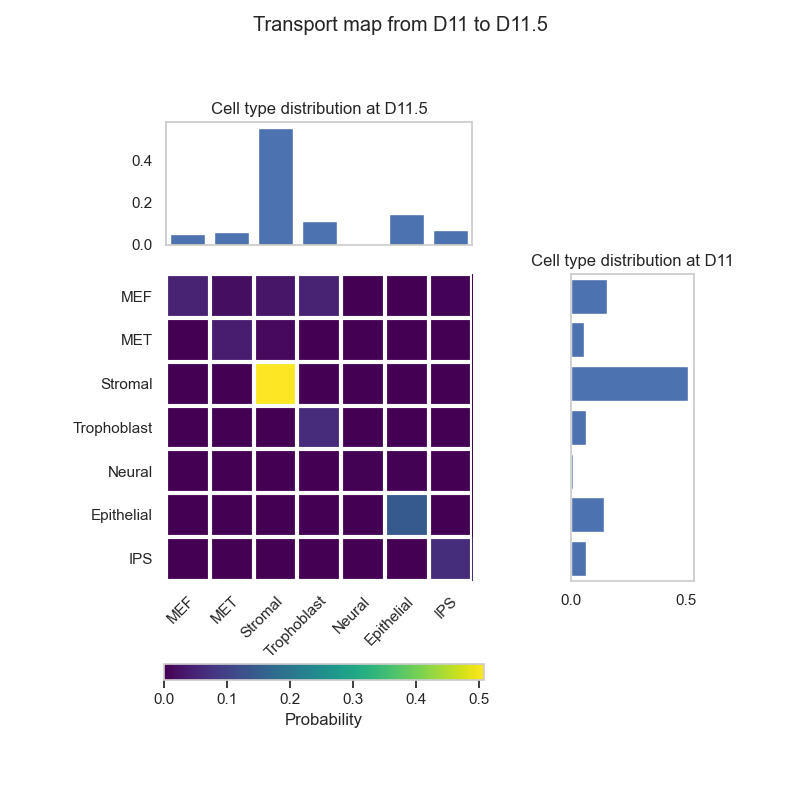 Transport map from D11 to D11.5
Cell type distribution at D11.5
0.4
0.2
0.0
Cell type distribution at D11
MEF
MET
Stromal
Trophoblast
Neural
Epithelial
IPS
0.0 0.5
MEF MET Stromal Trophoblast Neural Epithelial IPS
0.0 0.1 0.2 0.3 0.4 0.5
Probability